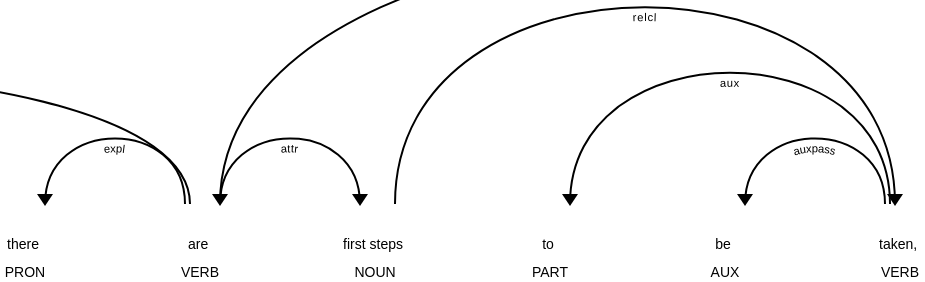 relcl
aux
expl attr auxpass
there are first steps to be taken,
PRON VERB NOUN PART AUX VERB